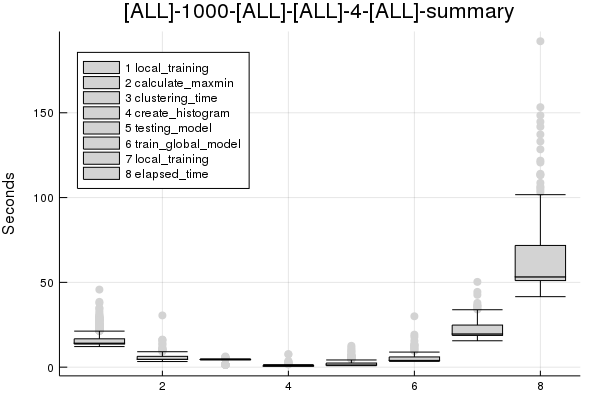 [ALL]-1000-[ALL]-[ALL]-4-[ALL]-summary
1 local_training
2 calculate_maxmin
3 clustering_time
4 create_histogram
5 testing_model
6 train_global_model
7 local_training
8 elapsed_time
Seconds
150
100
50
0
2 4 6 8